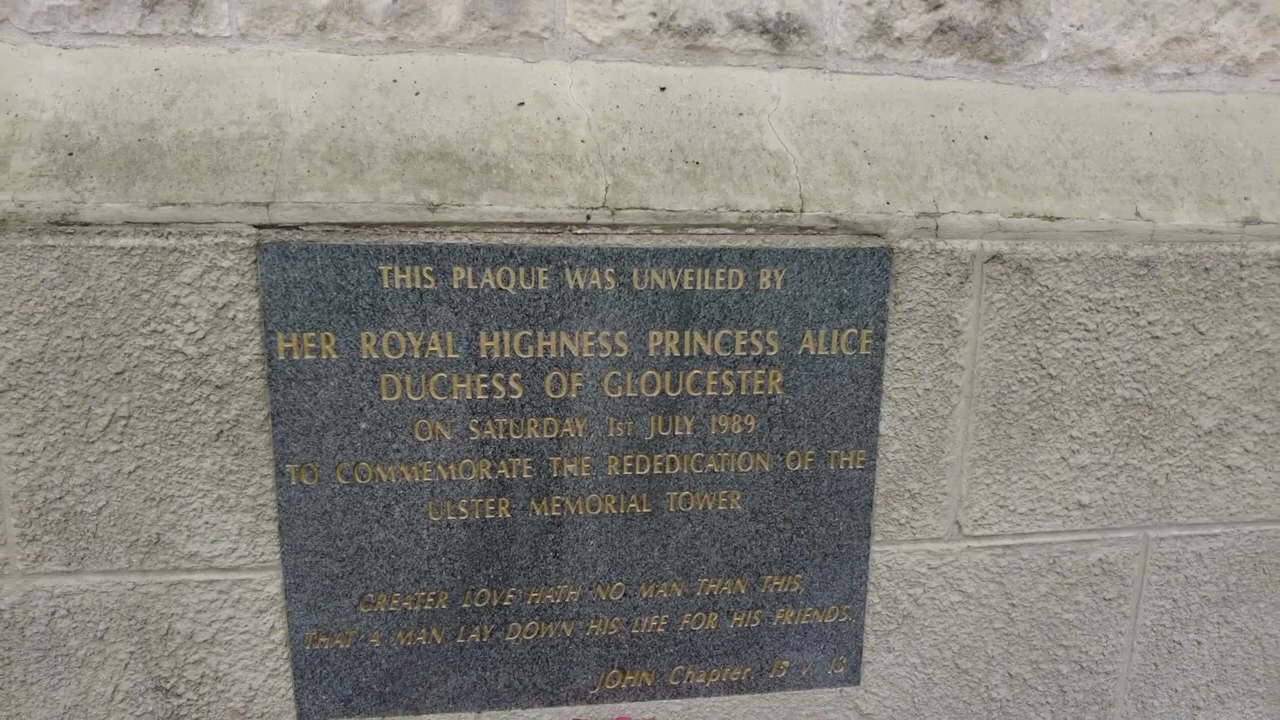 THIS PLAQUE WAS UNVEILED BY
HER ROYAL HIGHNESS PRINCESS ALICE
DUCHESS OF GLOUCESTER
ON SATURDAY, 1ST JULY 1989
TO COMMEMORATE THE REDEDICATION OF THE
ULSTER MEMORIAL TOWER
GREATER LOVE HATH NO MAN THAN THIS,
THAT A MAN LAY DOWN HIS LIFE FOR HIS FRIENDS.
JOHN Chapter. 15 v. 13